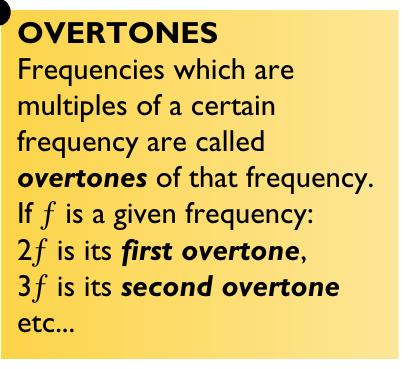 OVERTONES
Frequencies which are
multiples of a certain
frequency are called
overtones of that frequency.
If f is a given frequency:
2f is its first overtone,
3f is its second overtone
etc...